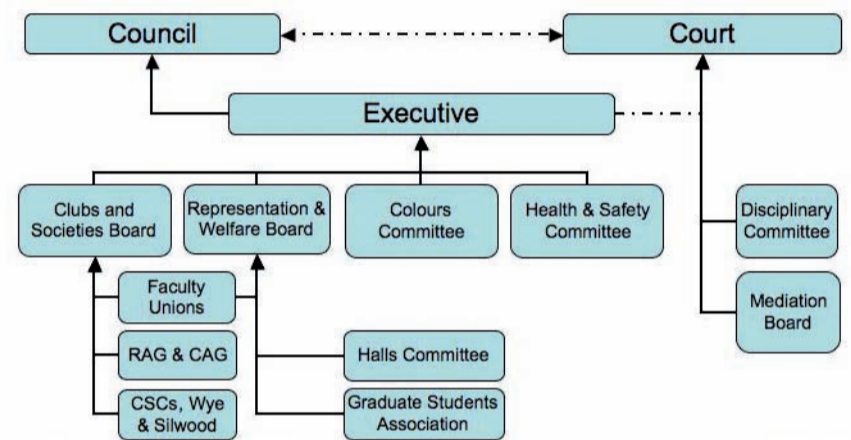 Council
Court
Executive
Clubs and
Societies Board
Representation &
Welfare Board
Colours
Committee
Health & Safety
Committee
Disciplinary
Committee
Faculty
Unions
Mediation
Board
RAG & CAG
Halls Committee
CSCs, Wye
& Silwood
Graduate Students
Association